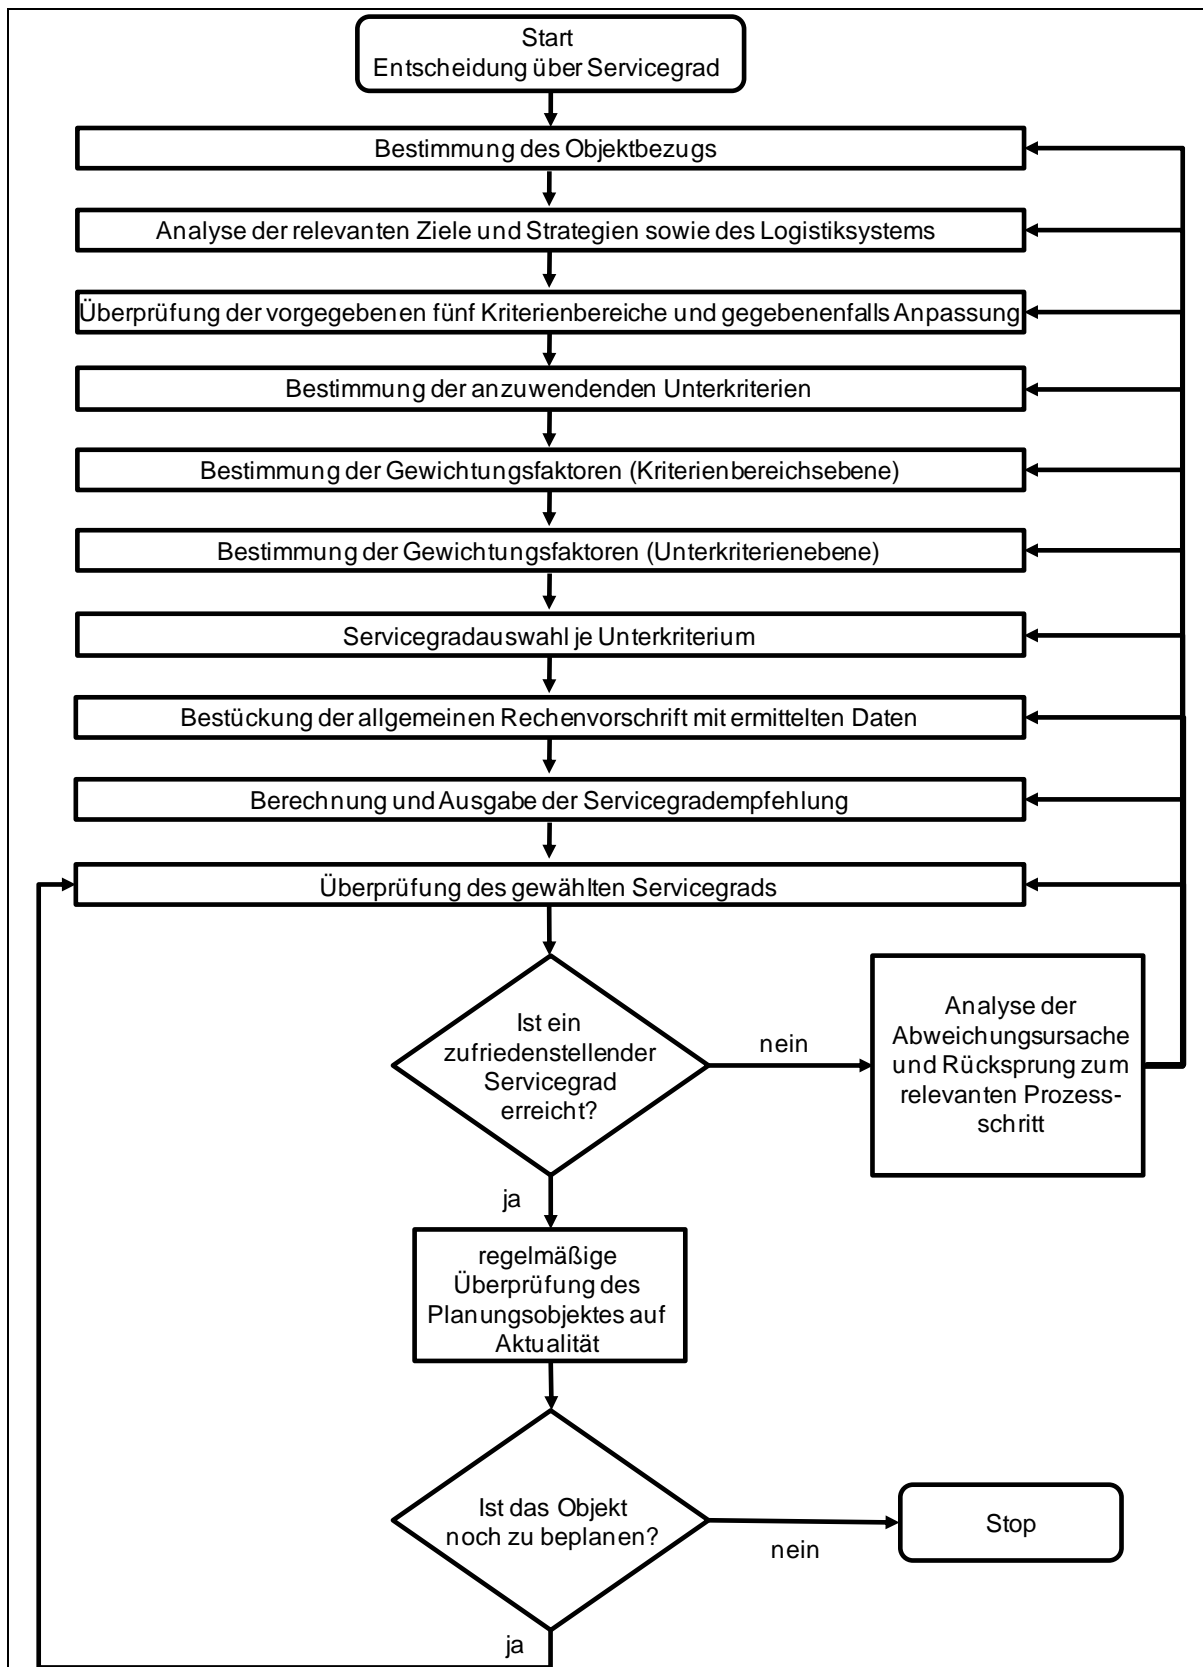 Start
Entscheidung über Servicegrad
Bestimmung des Objektbezugs
Analyse der relevanten Ziele und Strategien sowie des Logistiksystems
Überprüfung der vorgegebenen fünf Kriterienbereiche und gegebenenfalls Anpassung
Bestimmung der anzuwendenden Unterkriterien
Bestimmung der Gewichtungsfaktoren (Kriterienbereichsebene)
Bestimmung der Gewichtungsfaktoren (Unterkriterienebene)
Servicegradauswahl je Unterkriterium
Bestückung der allgemeinen Rechenvorschrift mit ermittelten Daten
Berechnung und Ausgabe der Servicegradempfehlung
Überprüfung des gewählten Servicegrads
Ist ein
zufriedenstellender
Servicegrad
erreicht?
nein
Analyse der
Abweichungsursache
und Rücksprung zum
relevanten Prozess-
schritt
ja
regelmäßige
Überprüfung des
Planungsobjektes auf
Aktualität
Ist das Objekt
noch zu beplanen?
nein
Stop
ja